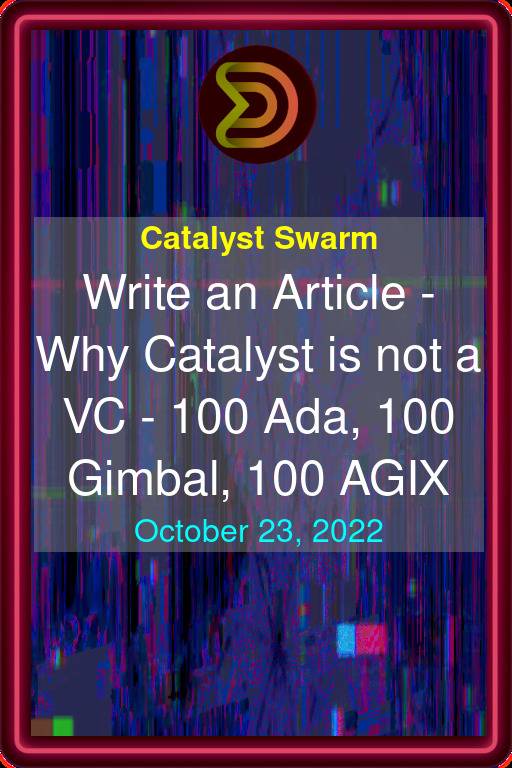 Catalyst Swarm
Write an Article -
Why Catalyst is not a
VC - 100 Ada, 100
Gimbal, 100 AGIX
October 23, 2022